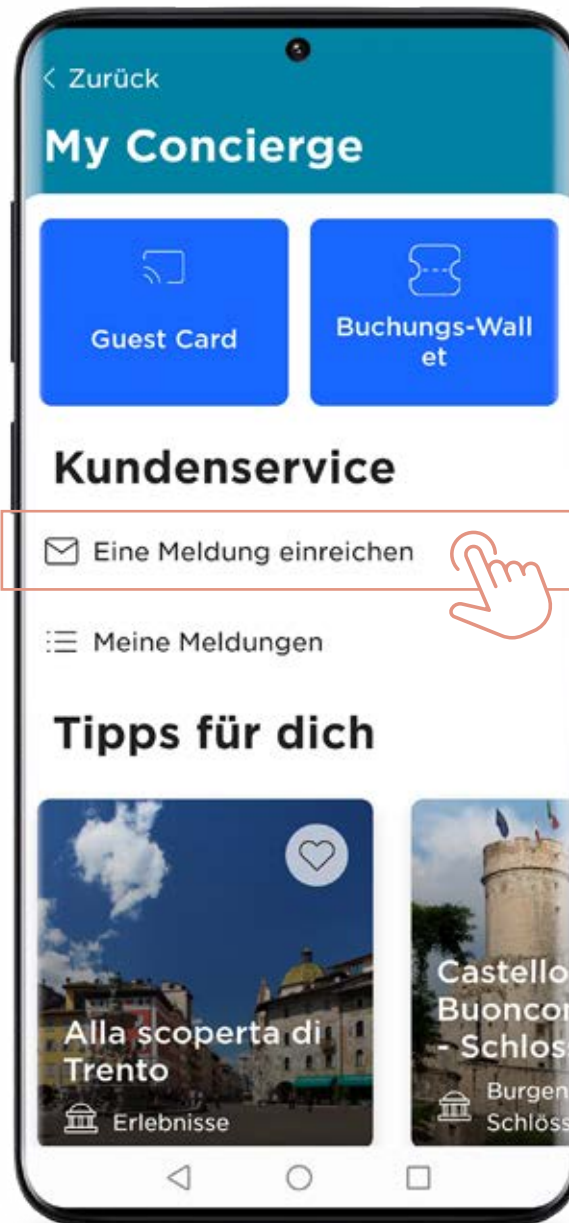 Zurück
My Concierge
Guest Card
Buchungs-Wall
et
Kundenservice
Eine Meldung einreichen
Meine Meldungen
Tipps für dich
Alla scoperta di
Trento
Erlebnisse
Castello
Buoncon
- Schloss
Burgen
Schlöss